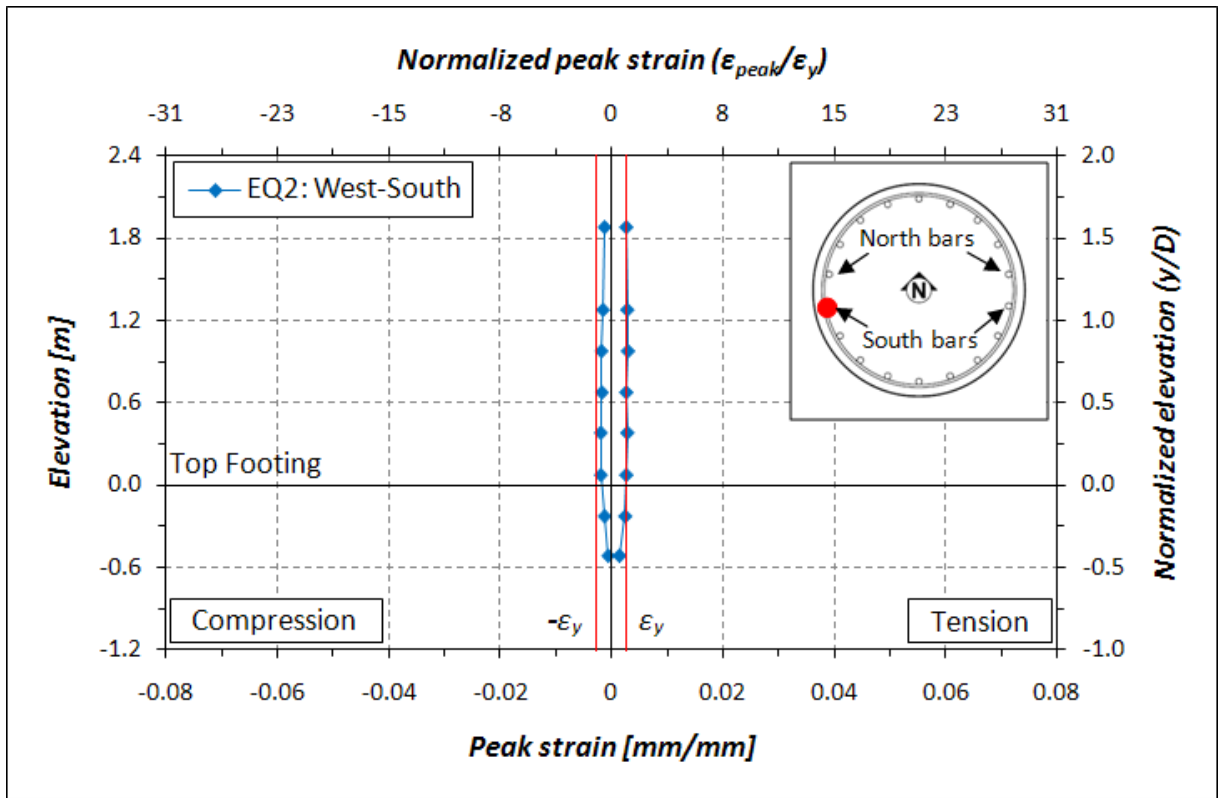 Normalized peak strain (εpeak/εy)
-31 -23 -15 -8 0 8 15 23 31
2.4 2.0
EQ2: West-South
1.8 1.5
North bars
N
1.2 1.0
South bars
0.6 0.5
Top Footing
0.0 0.0
-0.6 -0.5
Compression -εy εy Tension
-1.2 -1.0
-0.08 -0.06 -0.04 -0.02 0 0.02 0.04 0.06 0.08
Peak strain [mm/mm]
Elevation [m]
Normalized elevation (y/D)